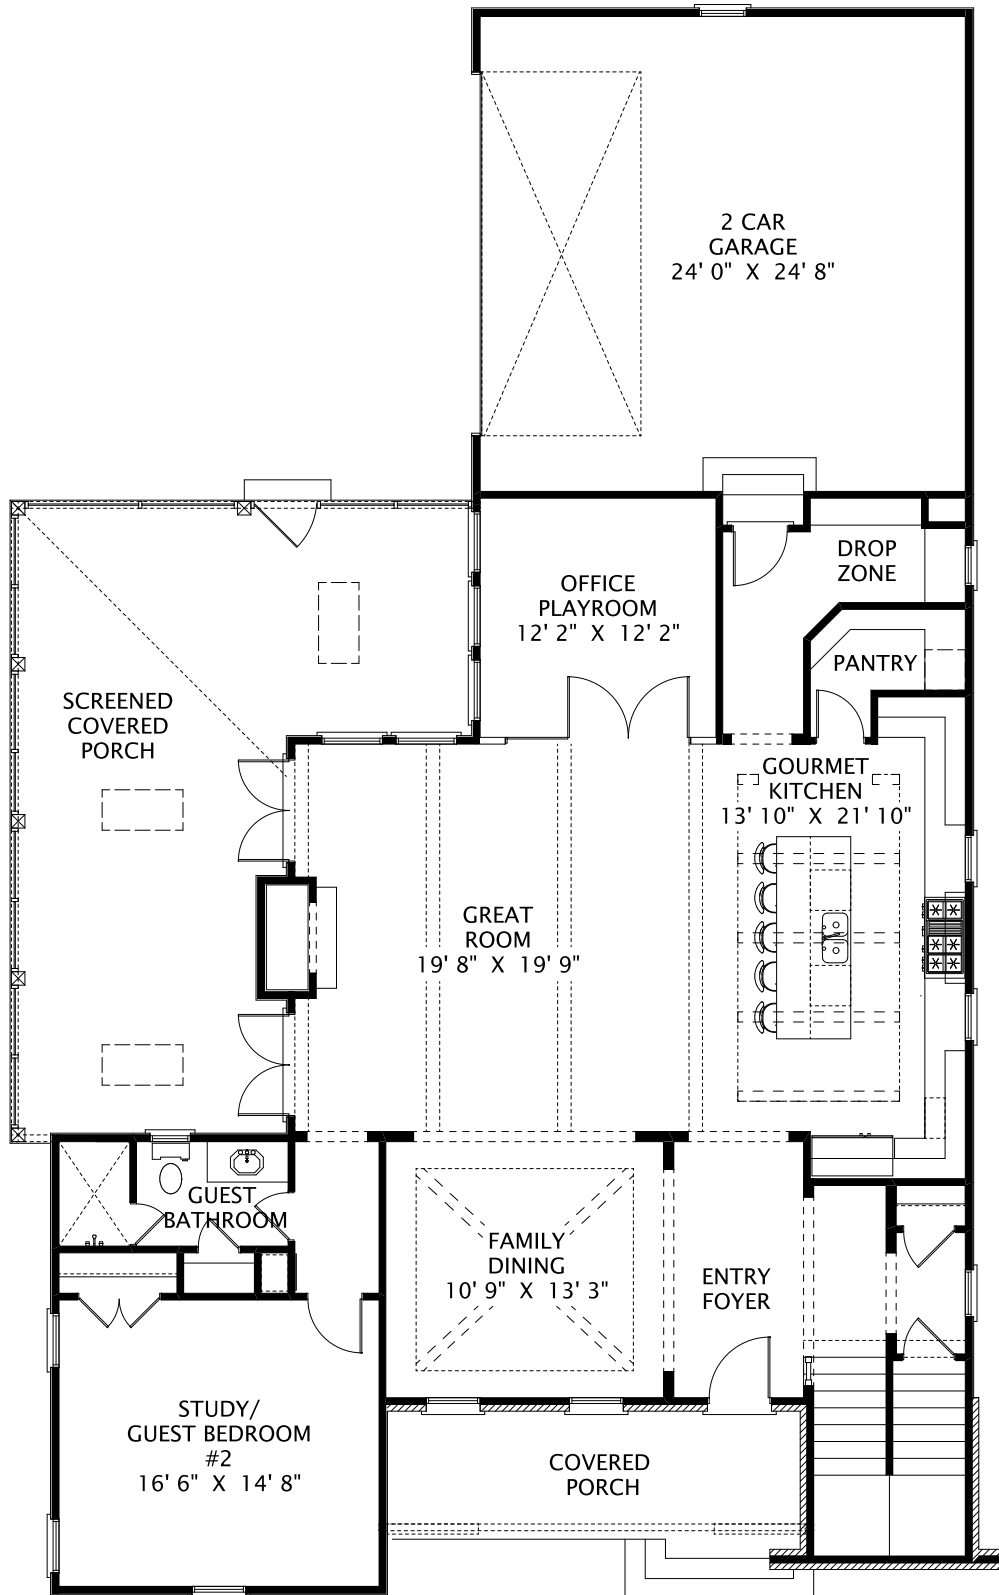 2 CAR
GARAGE
24' 0" X 24' 8"
DROP
ZONE
OFFICE
PLAYROOM
12' 2" X 12' 2"
PANTRY
SCREENED
COVERED
PORCH
GOURMET
KITCHEN
13' 10" X 21' 10"
GREAT
ROOM
19' 8" X 19' 9"
GUEST
BATHROOM
FAMILY
DINING
10' 9" X 13' 3"
ENTRY
FOYER
STUDY/
GUEST BEDROOM
#2
16' 6" X 14' 8"
COVERED
PORCH